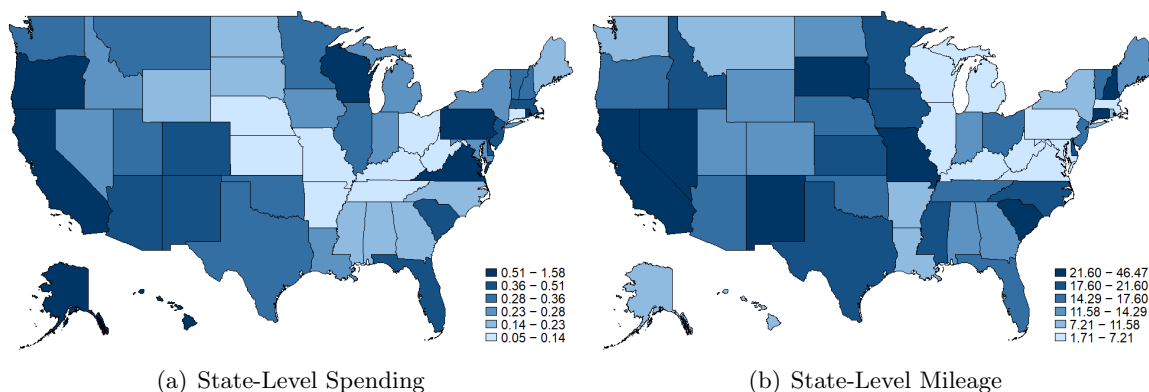 0.51 – 1.58
0.36 – 0.51
0.28 – 0.36
0.23 – 0.28
0.14 – 0.23
0.05 – 0.14
(a) State-Level Spending
21.60 – 46.47
17.60 – 21.60
14.29 – 17.60
11.58 – 14.29
7.21 – 11.58
1.71 – 7.21
(b) State-Level Mileage